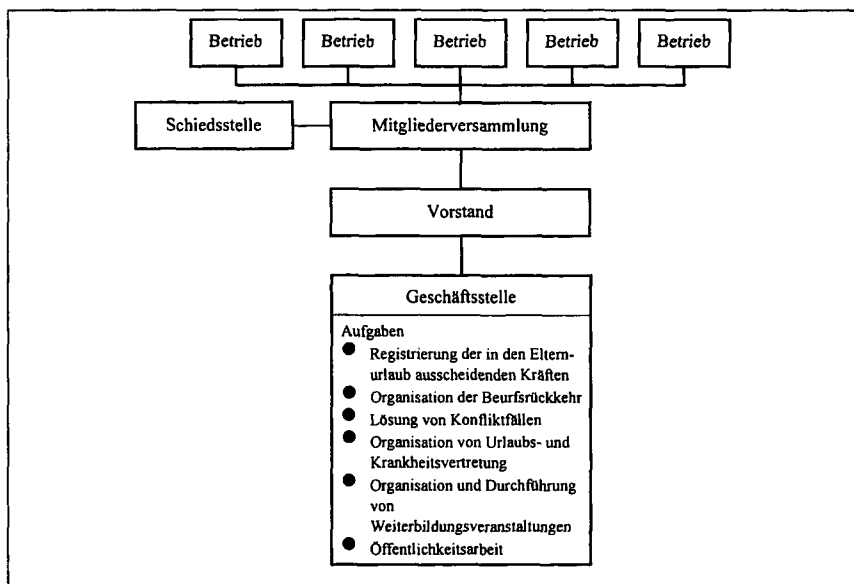 Betrieb Betrieb Betrieb Betrieb Betrieb
Schiedsstelle Mitgliederversammlung
Vorstand
Geschäftsstelle
Aufgaben
● Registrierung der in den Eltern-
urlaub ausscheidenden Kräften
● Organisation der Beurfsrückkehr
● Lösung von Konfliktfällen
● Organisation von Urlaubs- und
Krankheitsvertretung
● Organisation und Durchführung
von
Weiterbildungsveranstaltungen
● Öffentlichkeitsarbeit